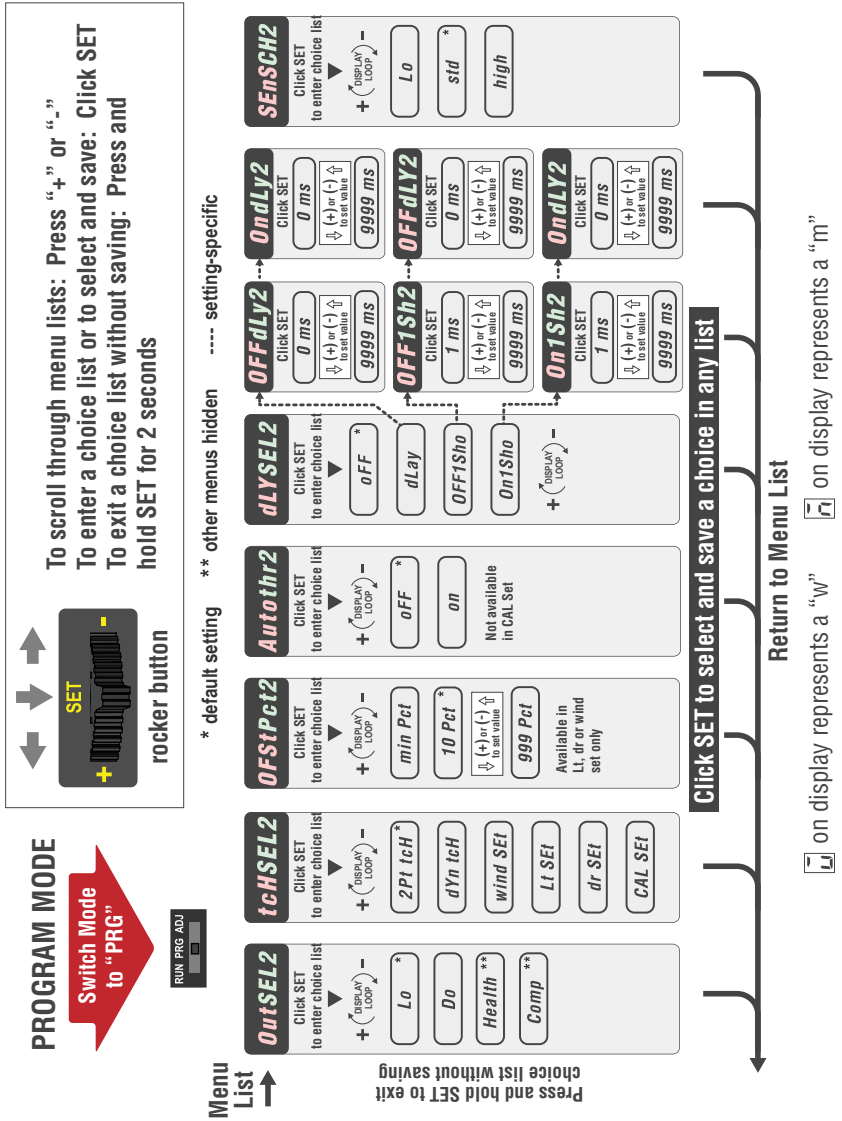 PROGRAM MODE
Switch Mode
to “PRG”
RUN PRG ADJ
+
SET
-
rocker button
To scroll through menu lists: Press “+” or “-”
To enter a choice list or to select and save: Click SET
To exit a choice list without saving: Press and
hold SET for 2 seconds
* default setting
** other menus hidden
---- setting-specific
Menu
List
Press and hold SET to exit
choice list without saving
OutSEL2
Click SET
to enter choice list
+ DISPLAY LOOP -
Lo *
Do
Health **
Comp **
tcHSEL2
Click SET
to enter choice list
+ DISPLAY LOOP -
2Pt tcH *
dYn tcH
wind SEt
Lt SEt
dr SEt
CAL SEt
OFStPct2
Click SET
to enter choice list
+ DISPLAY LOOP -
min Pct
10 Pct *
(+) or (-)
to set value
999 Pct
Available in
Lt, dr or wind
set only
Autothr2
Click SET
to enter choice list
+ DISPLAY LOOP -
oFF *
on
Not available
in CAL Set
dLYSEL2
Click SET
to enter choice list
oFF *
dLay
OFF1Sho
On1Sho
+ DISPLAY LOOP -
OFFdLy2
Click SET
0 ms
(+) or (-)
to set value
9999 ms
OndLy2
Click SET
0 ms
(+) or (-)
to set value
9999 ms
OFF1Sh2
Click SET
1 ms
(+) or (-)
to set value
9999 ms
OFFdLY2
Click SET
0 ms
(+) or (-)
to set value
9999 ms
On1Sh2
Click SET
1 ms
(+) or (-)
to set value
9999 ms
OndLY2
Click SET
0 ms
(+) or (-)
to set value
9999 ms
SEnSCH2
Click SET
to enter choice list
+ DISPLAY LOOP -
Lo
std *
high
Click SET to select and save a choice in any list
Return to Menu List
on display represents a “w”
on display represents a “m”